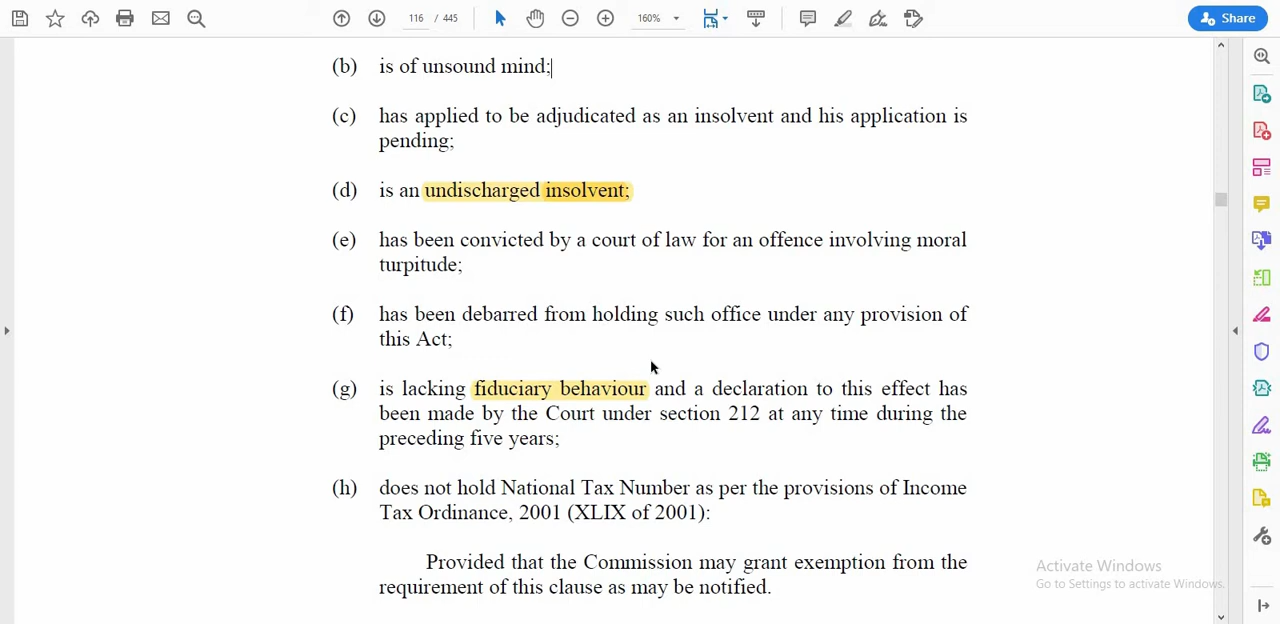 116 / 445
160%
Share
(b) is of unsound mind;
(c) has applied to be adjudicated as an insolvent and his application is
pending;
(d) is an undischarged insolvent;
(e) has been convicted by a court of law for an offence involving moral
turpitude;
(f) has been debarred from holding such office under any provision of
this Act;
(g) is lacking fiduciary behaviour and a declaration to this effect has
been made by the Court under section 212 at any time during the
preceding five years;
(h) does not hold National Tax Number as per the provisions of Income
Tax Ordinance, 2001 (XLIX of 2001):
Provided that the Commission may grant exemption from the
requirement of this clause as may be notified.
Activate Windows
Go to Settings to activate Windows.